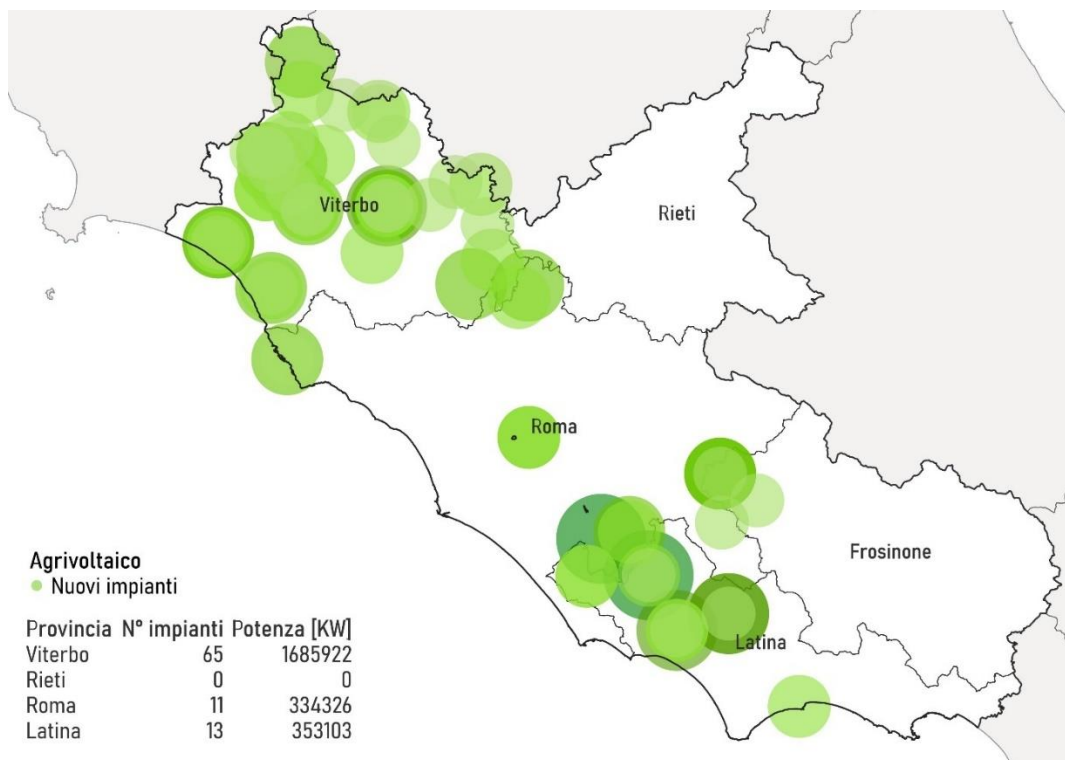 Viterbo
Rieti
Roma
Frosinone
Latina
Agrivoltaico
Nuovi impianti
Provincia N° impianti Potenza [KW]
Viterbo 65 1685922
Rieti 0 0
Roma 11 334326
Latina 13 353103